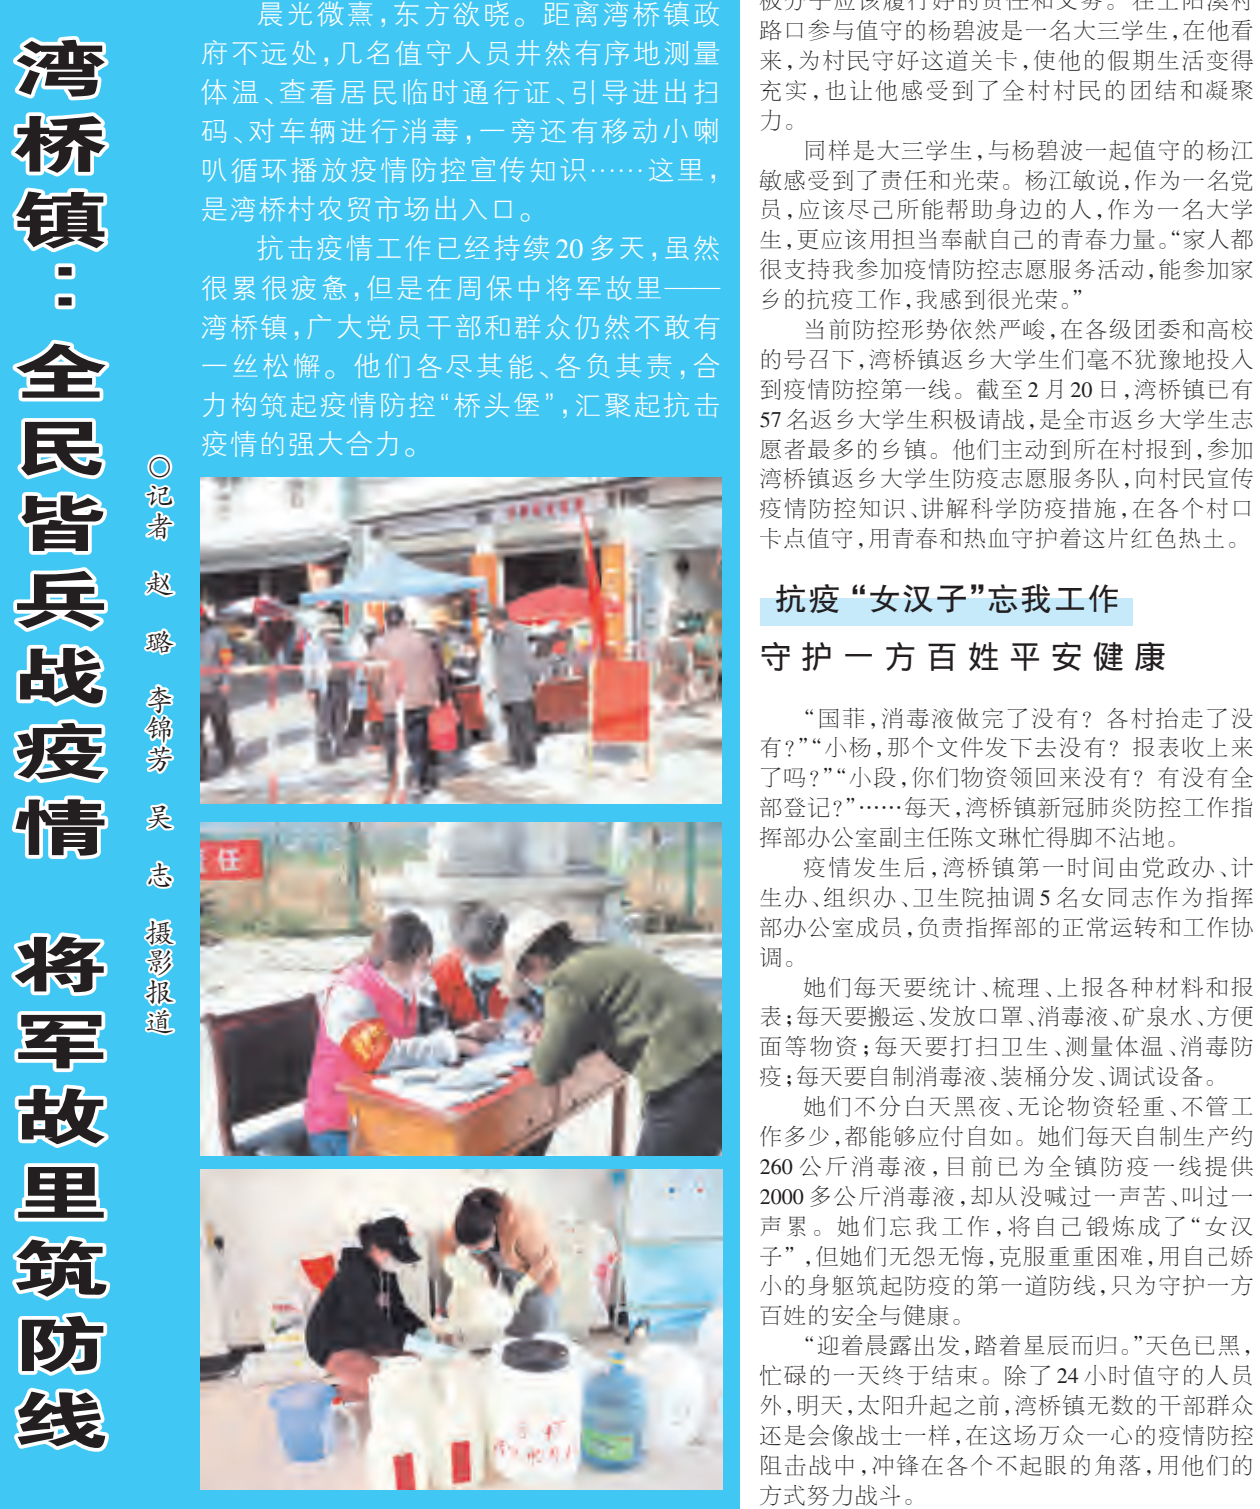 湾桥镇：全民皆兵战疫情 将军故里筑防线
○记者 赵 璐 李锦芳 吴 志 摄影报道
晨光微熹，东方欲晓。距离湾桥镇政
府不远处，几名值守人员井然有序地测量
体温、查看居民临时通行证、引导进出扫
码、对车辆进行消毒，一旁还有移动小喇
叭循环播放疫情防控宣传知识……这里，
是湾桥村农贸市场出入口。
抗击疫情工作已经持续20多天，虽然
很累很疲惫，但是在周保中将军故里——
湾桥镇，广大党员干部和群众仍然不敢有
一丝松懈。他们各尽其能、各负其责，合
力构筑起疫情防控“桥头堡”，汇聚起抗击
疫情的强大合力。
责任
极分子应该履行好的责任和义务。在上阳溪村
路口参与值守的杨碧波是一名大三学生，在他看
来，为村民守好这道关卡，使他的假期生活变得
充实，也让他感受到了全村村民的团结和凝聚
力。
同样是大三学生，与杨碧波一起值守的杨江
敏感受到了责任和光荣。杨江敏说，作为一名党
员，应该尽己所能帮助身边的人，作为一名大学
生，更应该用担当奉献自己的青春力量。“家人都
很支持我参加疫情防控志愿服务活动，能参加家
乡的抗疫工作，我感到很光荣。”
当前防控形势依然严峻，在各级团委和高校
的号召下，湾桥镇返乡大学生们毫不犹豫地投入
到疫情防控第一线。截至2月20日，湾桥镇已有
57名返乡大学生积极请战，是全市返乡大学生志
愿者最多的乡镇。他们主动到所在村报到，参加
湾桥镇返乡大学生防疫志愿服务队，向村民宣传
疫情防控知识、讲解科学防疫措施，在各个村口
卡点值守，用青春和热血守护着这片红色热土。
抗疫“女汉子”忘我工作
守护一方百姓平安健康
“国菲，消毒液做完了没有？各村抬走了没
有？”“小杨，那个文件发下去没有？报表收上来
了吗？”“小段，你们物资领回来没有？有没有全
部登记？”……每天，湾桥镇新冠肺炎防控工作指
挥部办公室副主任陈文琳忙得脚不沾地。
疫情发生后，湾桥镇第一时间由党政办、计
生办、组织办、卫生院抽调5名女同志作为指挥
部办公室成员，负责指挥部的正常运转和工作协
调。
她们每天要统计、梳理、上报各种材料和报
表；每天要搬运、发放口罩、消毒液、矿泉水、方便
面等物资；每天要打扫卫生、测量体温、消毒防
疫；每天要自制消毒液、装桶分发、调试设备。
她们不分白天黑夜、无论物资轻重、不管工
作多少，都能够应付自如。她们每天自制生产约
260公斤消毒液，目前已为全镇防疫一线提供
2000多公斤消毒液，却从没喊过一声苦、叫过一
声累。她们忘我工作，将自己锻炼成了“女汉
子”，但她们无怨无悔，克服重重困难，用自己娇
小的身躯筑起防疫的第一道防线，只为守护一方
百姓的安全与健康。
“迎着晨露出发，踏着星辰而归。”天色已黑，
忙碌的一天终于结束。除了24小时值守的人员
外，明天，太阳升起之前，湾桥镇无数的干部群众
还是会像战士一样，在这场万众一心的疫情防控
阻击战中，冲锋在各个不起眼的角落，用他们的
方式努力战斗。